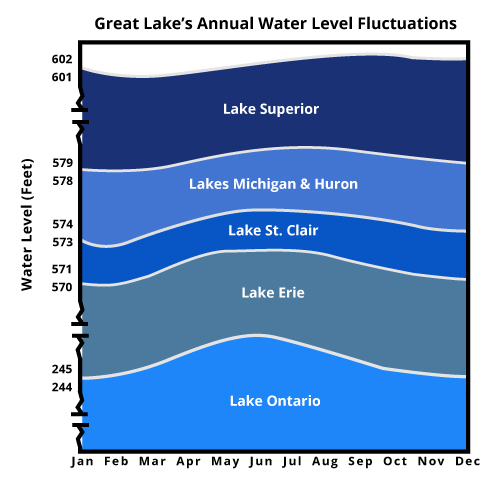 Great Lake's Annual Water Level Fluctuations
Water Level (Feet)
602
601
579
578
574
573
571
570
245
244
Lake Superior
Lakes Michigan & Huron
Lake St. Clair
Lake Erie
Lake Ontario
Jan Feb Mar Apr May Jun Jul Aug Sep Oct Nov Dec